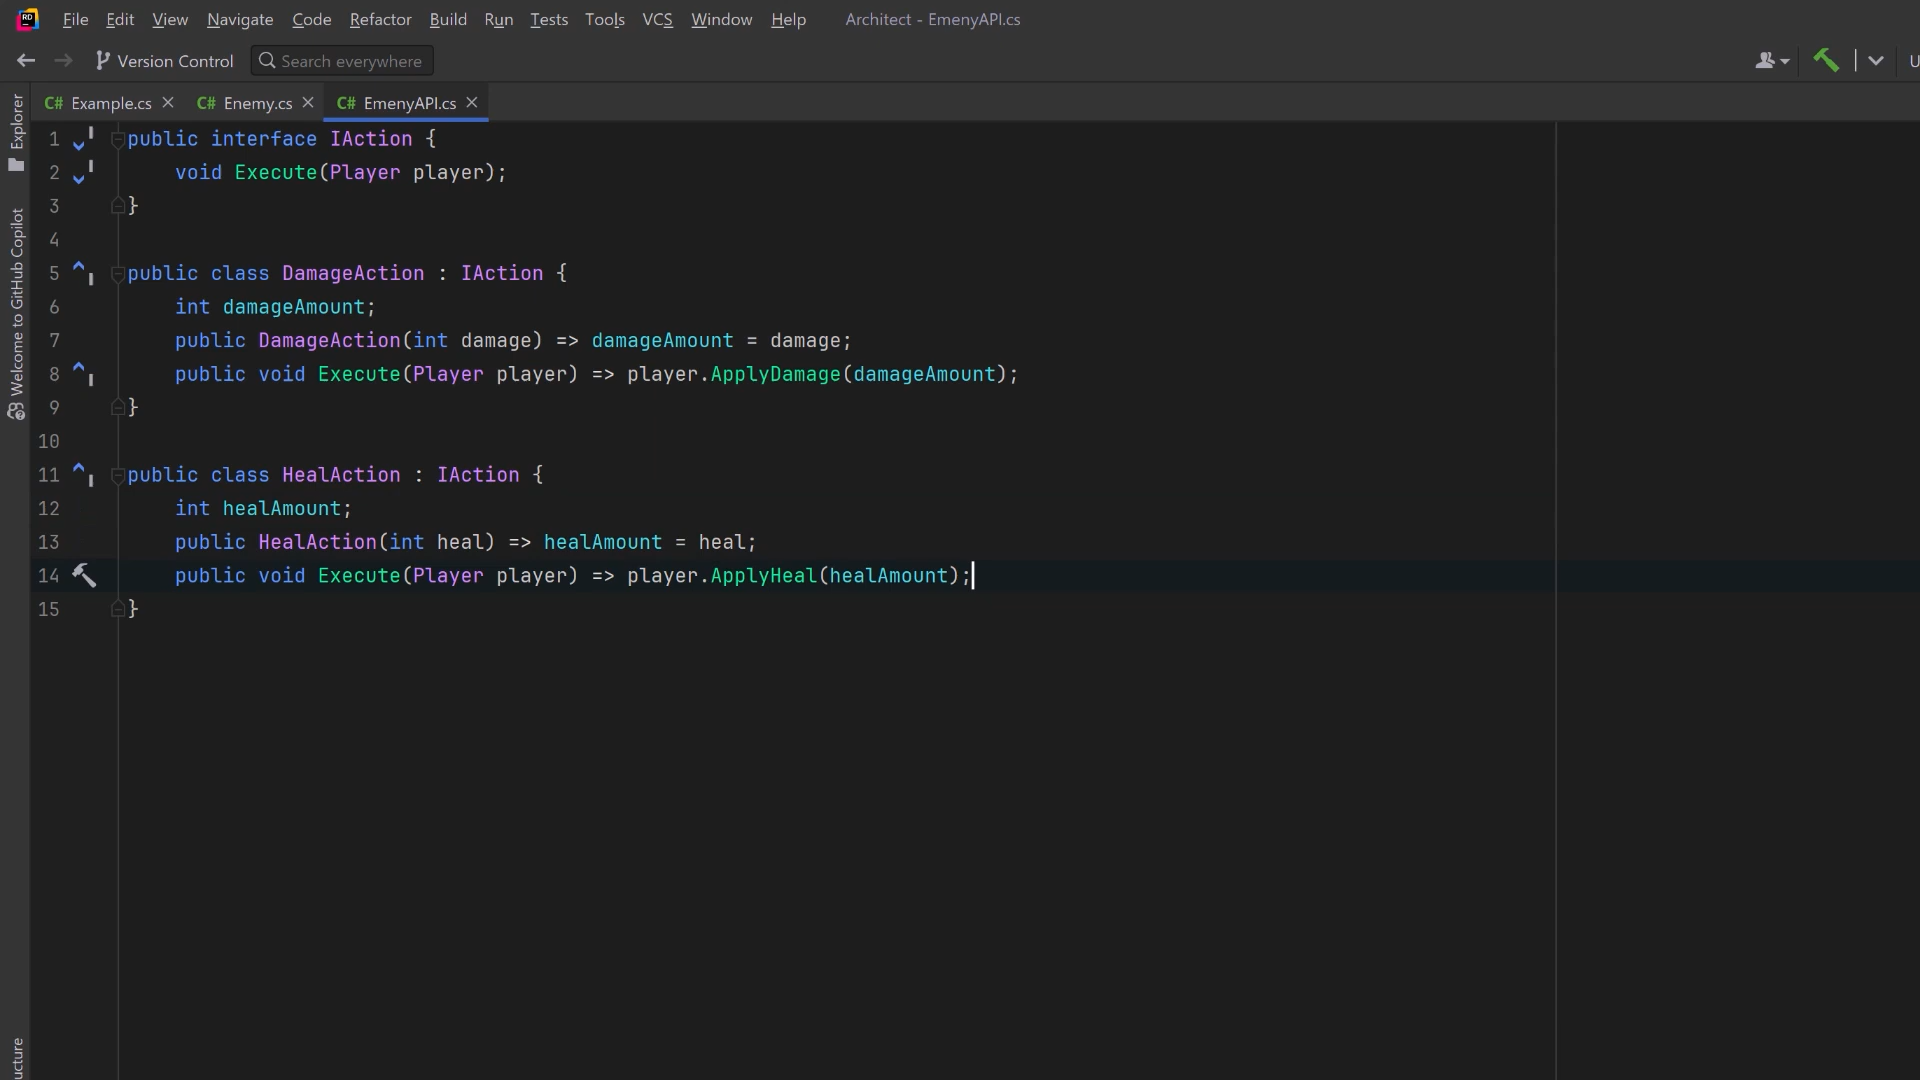 RD File Edit View Navigate Code Refactor Build Run Tests Tools VCS Window Help Architect - EmenyAPI.cs
Version Control Search everywhere U
C# Example.cs C# Enemy.cs C# EmenyAPI.cs
Explorer
Welcome to GitHub Copilot
ucture
1 public interface IAction {
2 void Execute(Player player);
3 }
4
5 public class DamageAction : IAction {
6 int damageAmount;
7 public DamageAction(int damage) => damageAmount = damage;
8 public void Execute(Player player) => player.ApplyDamage(damageAmount);
9 }
10
11 public class HealAction : IAction {
12 int healAmount;
13 public HealAction(int heal) => healAmount = heal;
14 public void Execute(Player player) => player.ApplyHeal(healAmount);
15 }